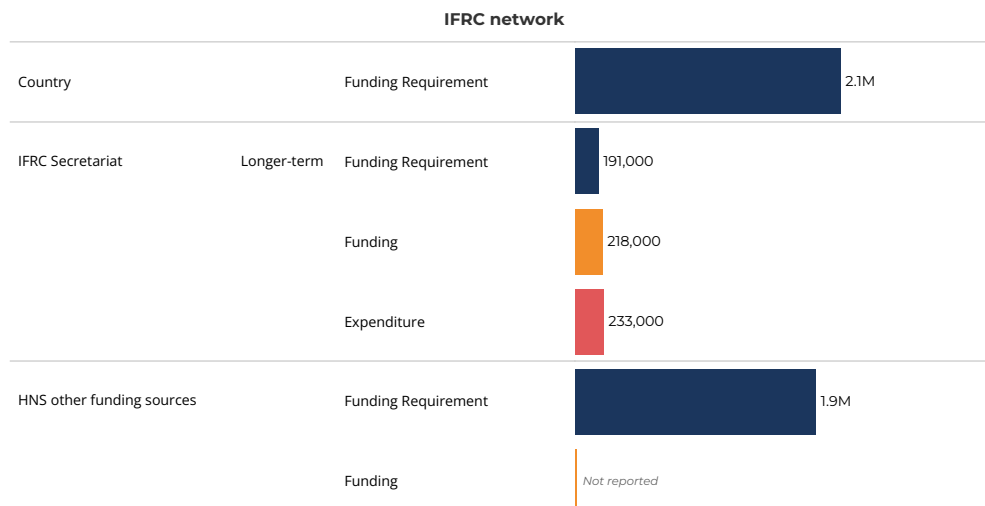 IFRC network
Country Funding Requirement 2.1M
IFRC Secretariat Longer-term Funding Requirement 191,000
Funding 218,000
Expenditure 233,000
HNS other funding sources Funding Requirement 1.9M
Funding Not reported